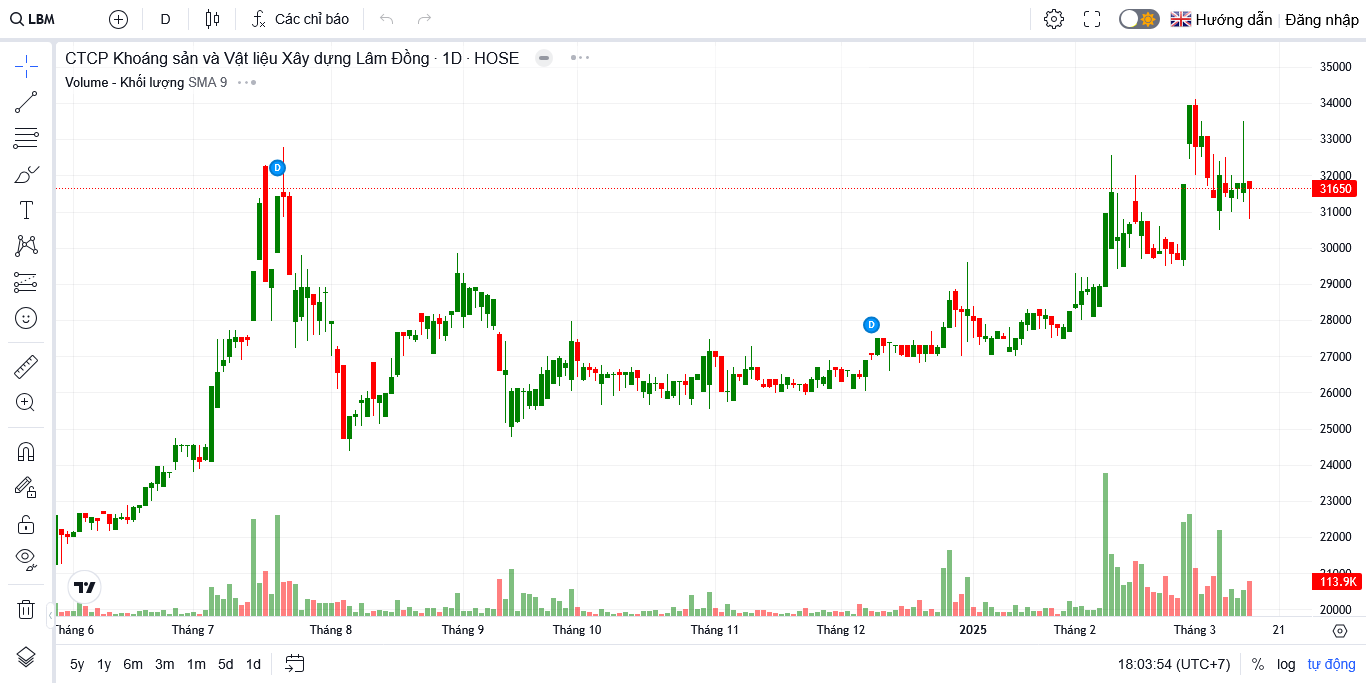 LBM D Các chỉ báo Hướng dẫn Đăng nhập
CTCP Khoáng sản và Vật liệu Xây dựng Lâm Đồng · 1D · HOSE
Volume - Khối lượng SMA 9
D
D
35000
34000
33000
32000
31650
31000
30000
29000
28000
27000
26000
25000
24000
23000
22000
21000
113.9K
20000
Tháng 6 Tháng 7 Tháng 8 Tháng 9 Tháng 10 Tháng 11 Tháng 12 2025 Tháng 2 Tháng 3 21
5y 1y 6m 3m 1m 5d 1d 18:03:54 (UTC+7) % log tự động